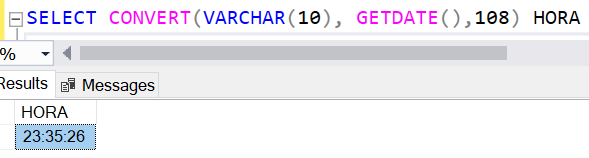 SELECT CONVERT(VARCHAR(10), GETDATE(),108) HORA
%
Results
Messages
HORA
23:35:26